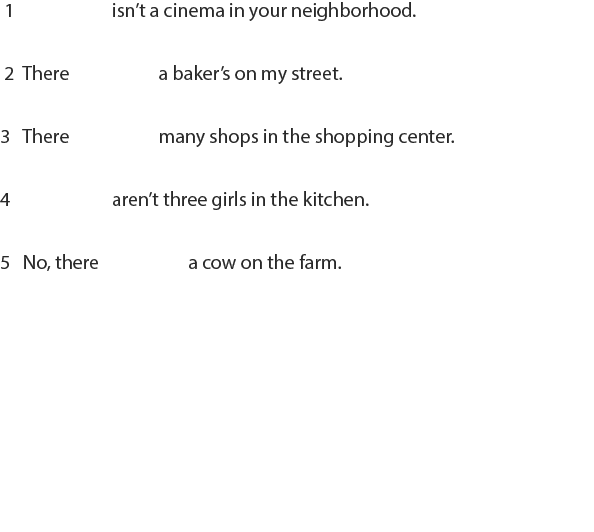 1 isn't a cinema in your neighborhood.
2 There a baker's on my street.
3 There many shops in the shopping center.
4 aren't three girls in the kitchen.
5 No, there a cow on the farm.